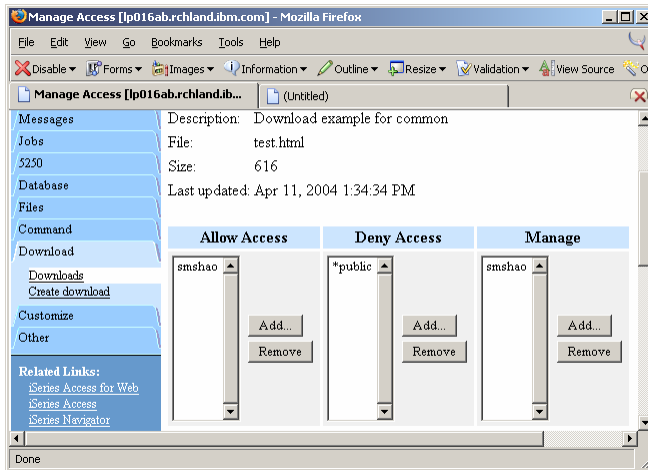 Manage Access [lp016ab.rchland.ibm.com] - Mozilla Firefox
File Edit View Go Bookmarks Tools Help
Disable Forms Images Information Outline Resize Validation View Source
Manage Access [lp016ab.rchland.ib... (Untitled)
Messages
Jobs
5250
Database
Files
Command
Download
Downloads
Create download
Customize
Other
Related Links:
iSeries Access for Web
iSeries Access
iSeries Navigator
Description: Download example for common
File: test.html
Size: 616
Last updated: Apr 11, 2004 1:34:34 PM
Allow Access Deny Access Manage
smshao *public smshao
Add... Add... Add...
Remove Remove Remove
Done